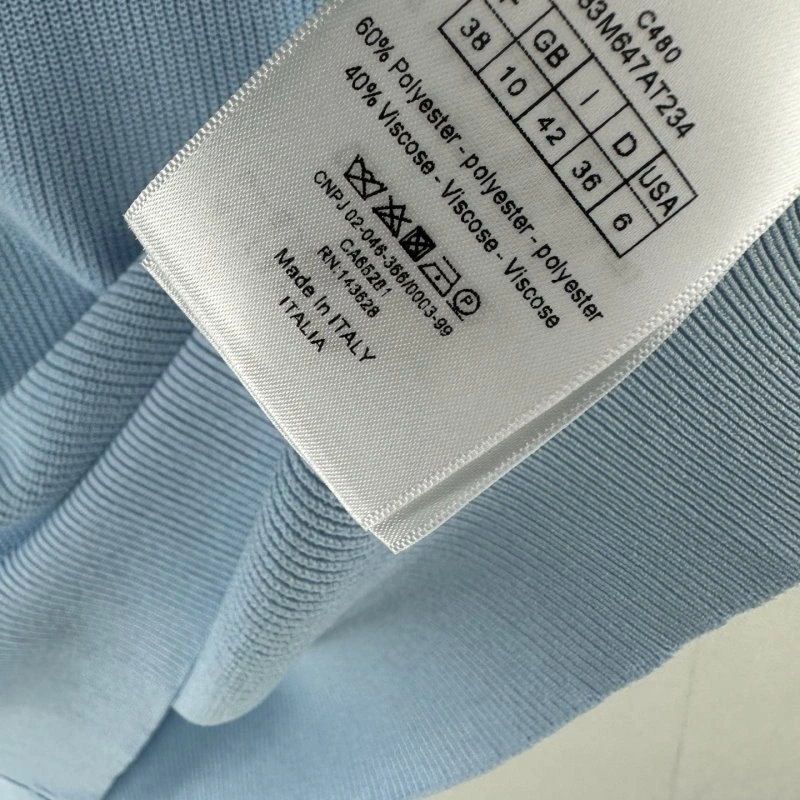 C480
33M647AT234
F GB I D USA
38 10 42 36 6
60% Polyester - polyester - polyester
40% Viscose - Viscose - Viscose
P
CNPJ 02-046-366/0003-99
CA65281
RN:143628
Made In ITALY
ITALIA